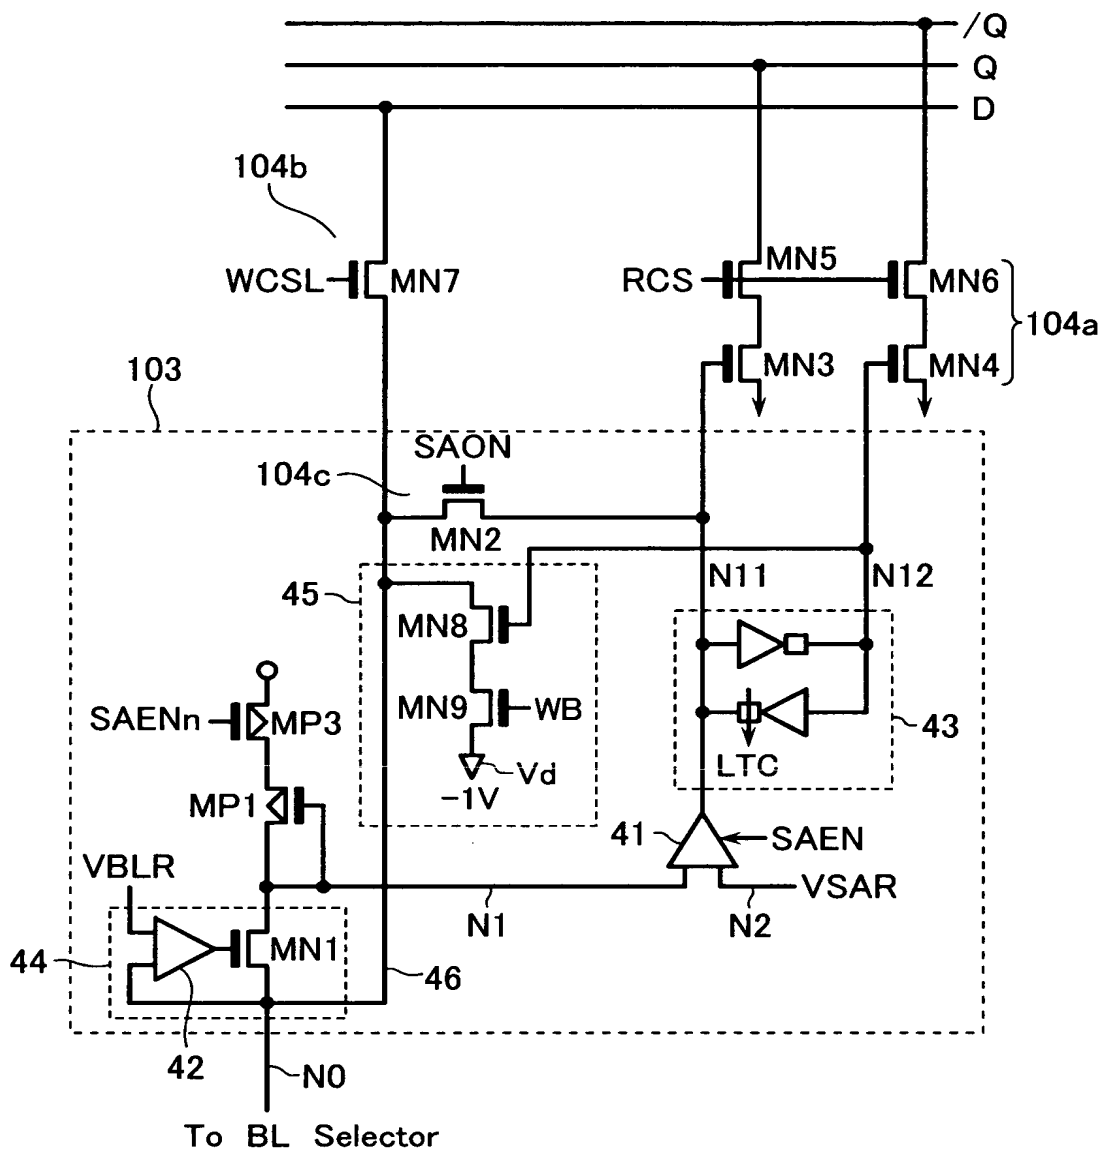 /Q
Q
D
104b
WCSL
MN7
RCS
MN5
MN6
104a
MN3
MN4
103
SAON
104c
MN2
N11
N12
45
MN8
MN9
WB
Vd
-1V
SAENn
MP3
MP1
LTC
43
41
SAEN
VBLR
VSAR
N1
N2
44
MN1
46
42
N0
To BL Selector